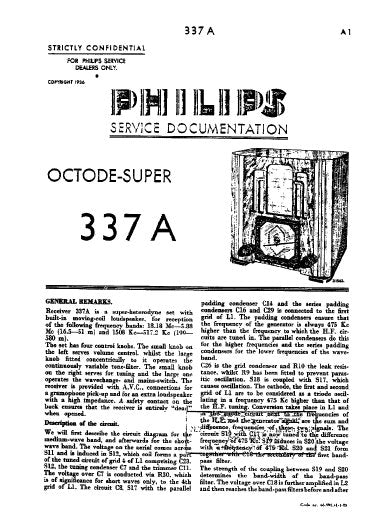 337 A
A 1
STRICTLY CONFIDENTIAL
FOR PHILIPS SERVICE
DEALERS ONLY.
COPYRIGHT 1936
PHILIPS
SERVICE DOCUMENTATION
OCTODE-SUPER
337 A
GENERAL REMARKS.
Receiver 337A is a super-heterodyne set with
built-in moving-coil loudspeaker, for reception
of the following frequency bands: 18.18 Mc—5.88
Mc (16.5—51 m) and 1508 Kc—517.2 Kc (199—
580 m).
The set has four control knobs. The small knob on
the left serves volume control, whilst the large
knob fitted concentrically to it operates the
continuously variable tone-filter. The small knob
on the right serves for tuning and the large one
operates the wavechange- and mains-switch. The
receiver is provided with A.V.C., connections for
a gramophone pick-up and for an extra loudspeaker
with a high impedance. A safety contact on the
back ensures that the receiver is entirely "dead"
when opened.
Description of the circuit.
We will first describe the circuit diagram for the
medium-wave band, and afterwards for the short-
wave band. The voltage on the aerial comes across
S11 and is induced in S12, which coil forms a part
of the tuned circuit of grid 4 of L1 comprising C23,
S12, the tuning condenser C7 and the trimmer C11.
The voltage over C7 is conducted via R30, which
is of significance for short waves only, to the 4th
grid of L1. The circuit C8, S17 with the parallel
padding condenser C14 and the series padding
condensers C16 and C29 is connected to the first
grid of L1. The padding condensers ensure that
the frequency of the generator is always 475 Kc
higher than the frequency to which the H.F. cir-
cuits are tuned in. The parallel condensers do this
for the higher frequencies and the series padding
condensers for the lower frequencies of the wave-
band.
C26 is the grid condenser and R10 the leak resis-
tance, whilst R9 has been fitted to prevent paras-
itic oscillation. S18 is coupled with S17, which
causes oscillation. The cathode, the first and second
grid of L1 are to be considered as a triode oscil-
lating in a frequency 475 Kc higher than that of
the H.F. tuning. Conversion takes place in L1 and
in the anode circuit and the frequencies of
the H.F. and the generator signal, are the sum and
difference frequencies of these two signals. The
circuit S19 with C17 is now tuned to the difference
frequency of 475 Kc. S19 induces in S20 the voltage
with a frequency of 475 Kc. S20 and S21 form
together with C18 the secondary of the first band-
pass filter.
The strength of the coupling between S19 and S20
determines the band-width of the band-pass
filter. The voltage over C18 is further amplified in L2
and then reaches the band-pass filters before and after